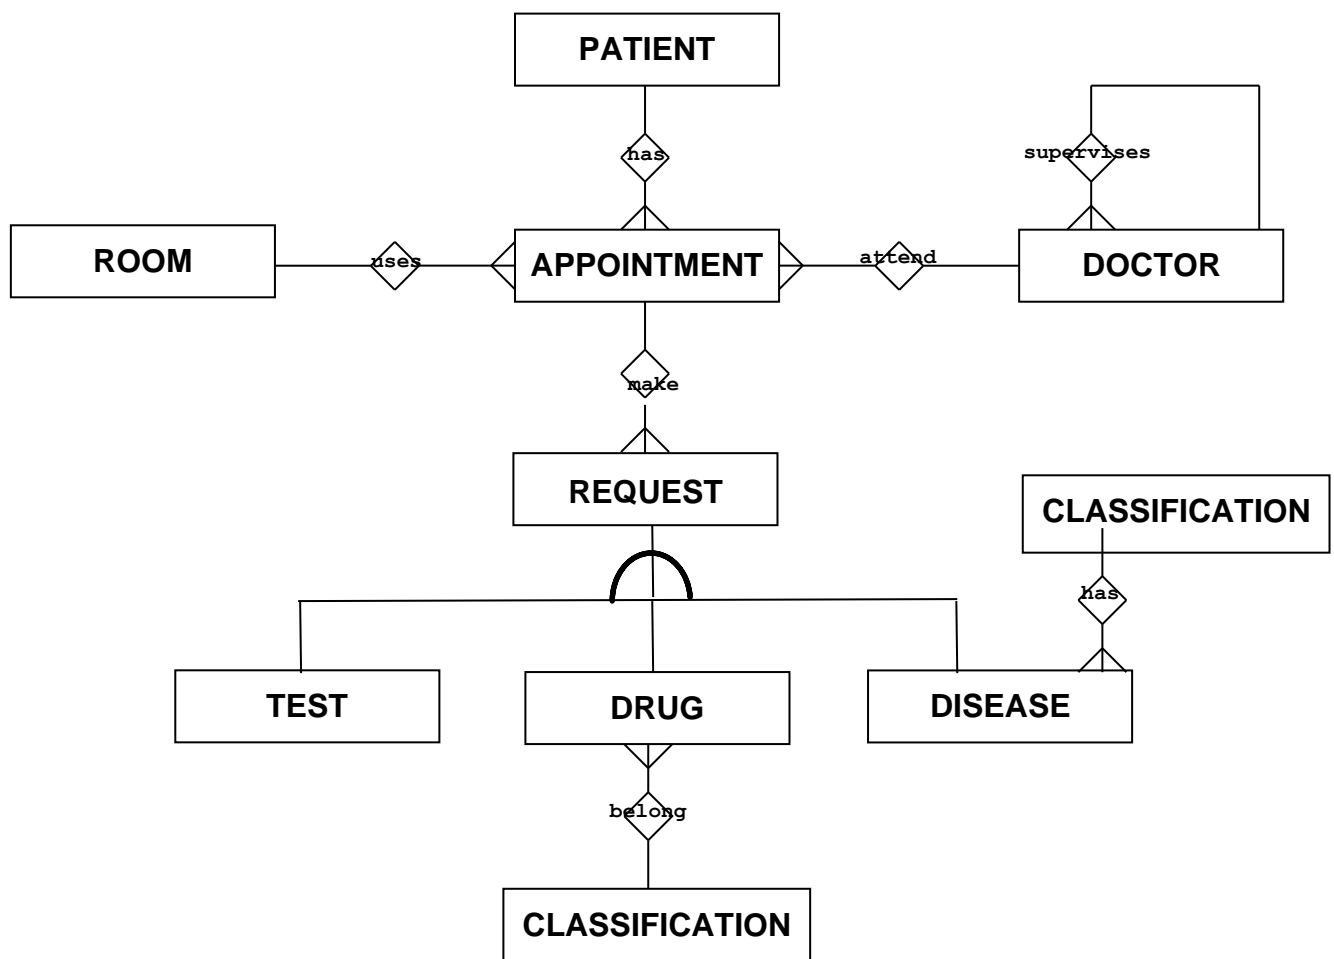 PATIENT
has
supervises
ROOM
uses
APPOINTMENT
attend
DOCTOR
make
REQUEST
CLASSIFICATION
has
TEST
DRUG
DISEASE
belong
CLASSIFICATION